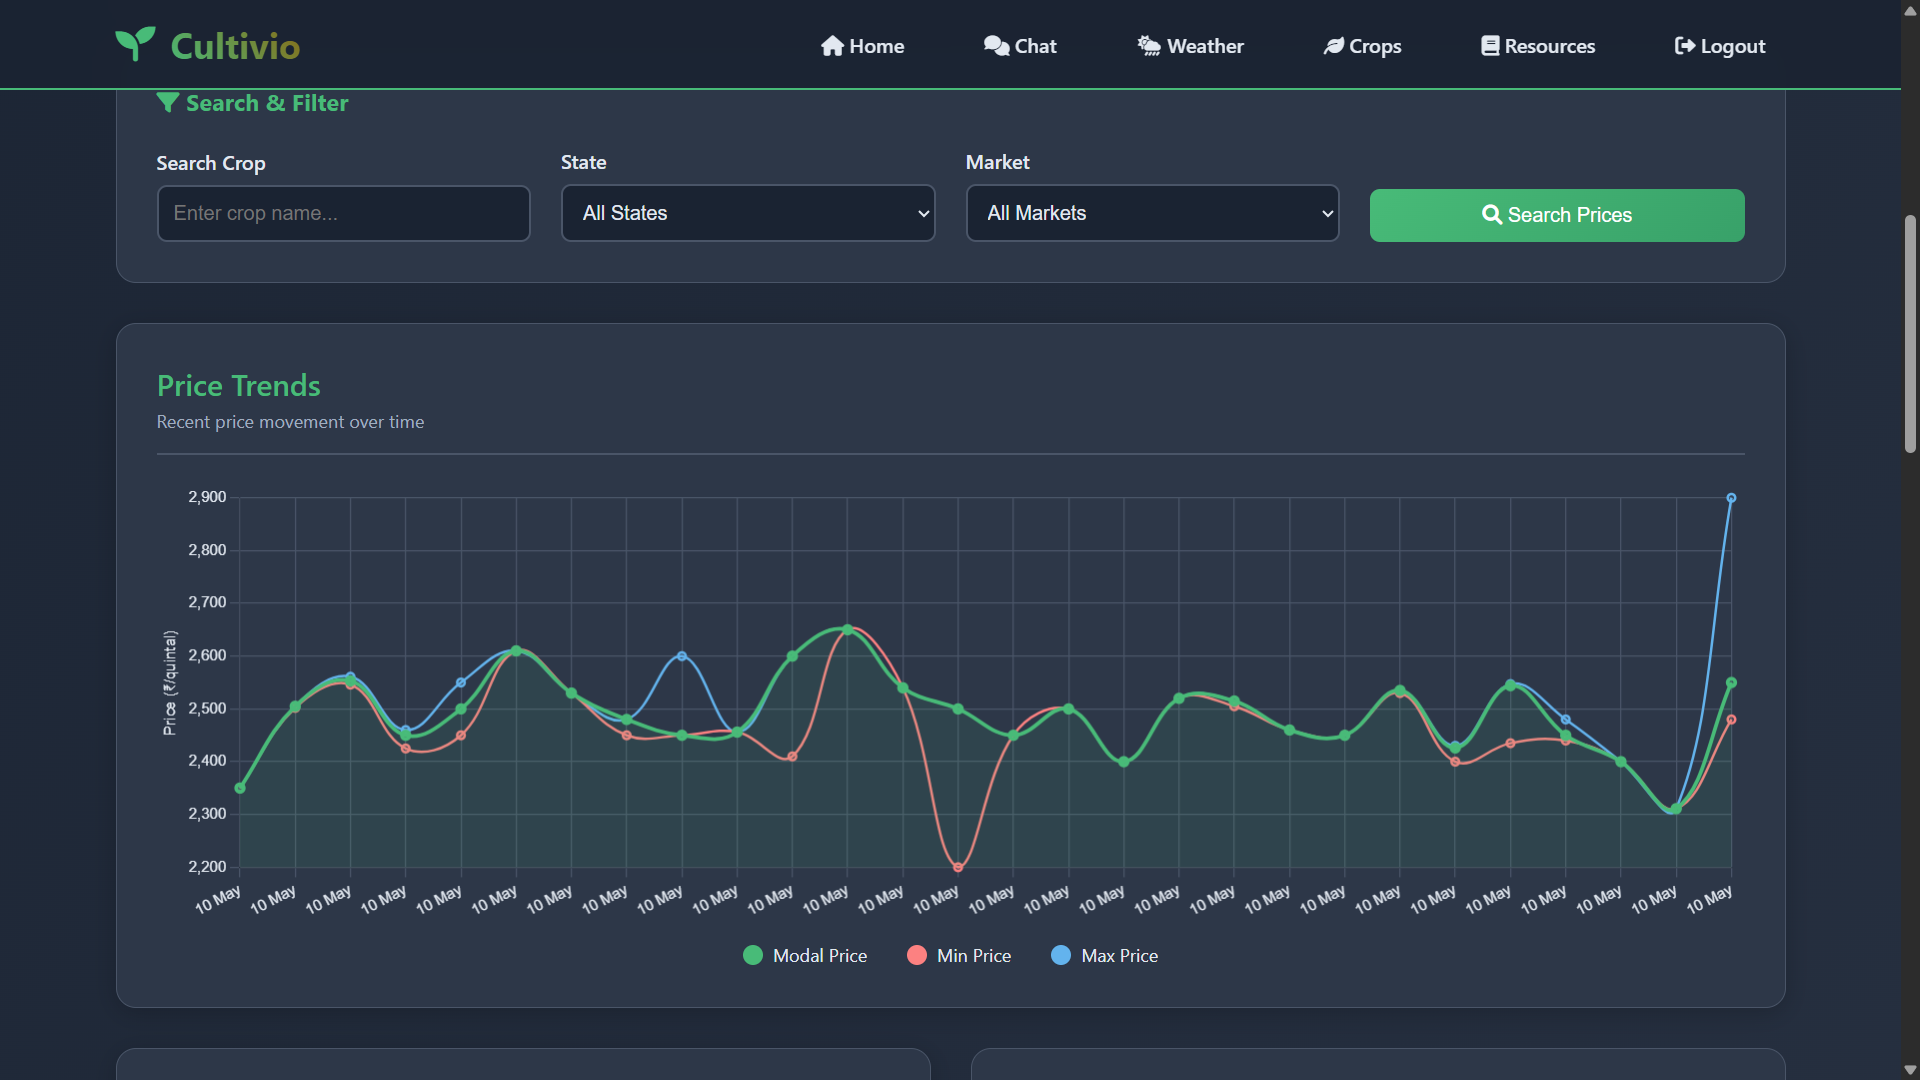 Cultivio
Home Chat Weather Crops Resources Logout
Search & Filter
Search Crop
Enter crop name...
State
All States
Market
All Markets
Search Prices
Price Trends
Recent price movement over time
Price (₹/quintal)
2,900
2,800
2,700
2,600
2,500
2,400
2,300
2,200
10 May 10 May 10 May 10 May 10 May 10 May 10 May 10 May 10 May 10 May 10 May 10 May 10 May 10 May 10 May 10 May 10 May 10 May 10 May 10 May 10 May 10 May 10 May 10 May 10 May 10 May 10 May 10 May
Modal Price Min Price Max Price